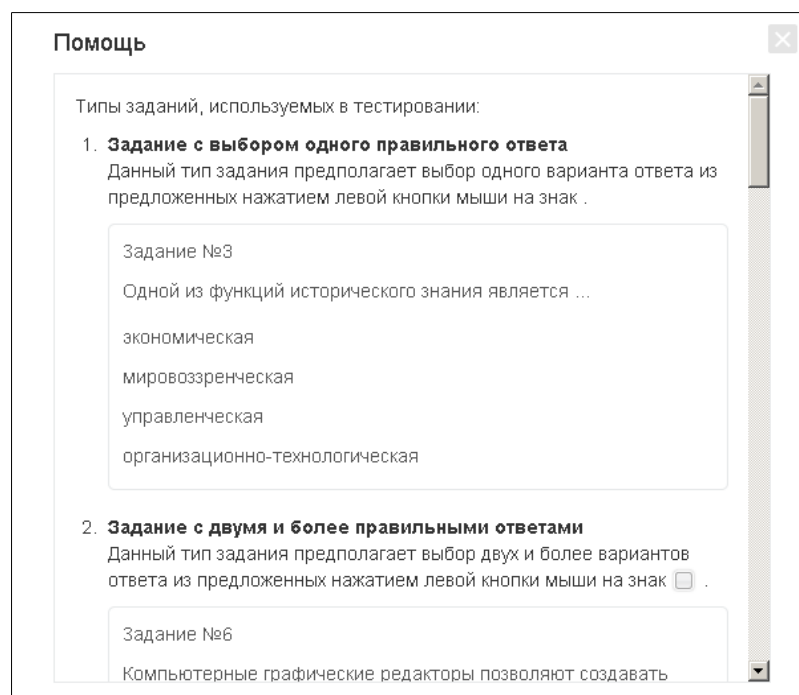 Помощь
Типы заданий, используемых в тестировании:
1. Задание с выбором одного правильного ответа
Данный тип задания предполагает выбор одного варианта ответа из
предложенных нажатием левой кнопки мыши на знак .
Задание №3
Одной из функций исторического знания является ...
экономическая
мировоззренческая
управленческая
организационно-технологическая
2. Задание с двумя и более правильными ответами
Данный тип задания предполагает выбор двух и более вариантов
ответа из предложенных нажатием левой кнопки мыши на знак .
Задание №6
Компьютерные графические редакторы позволяют создавать